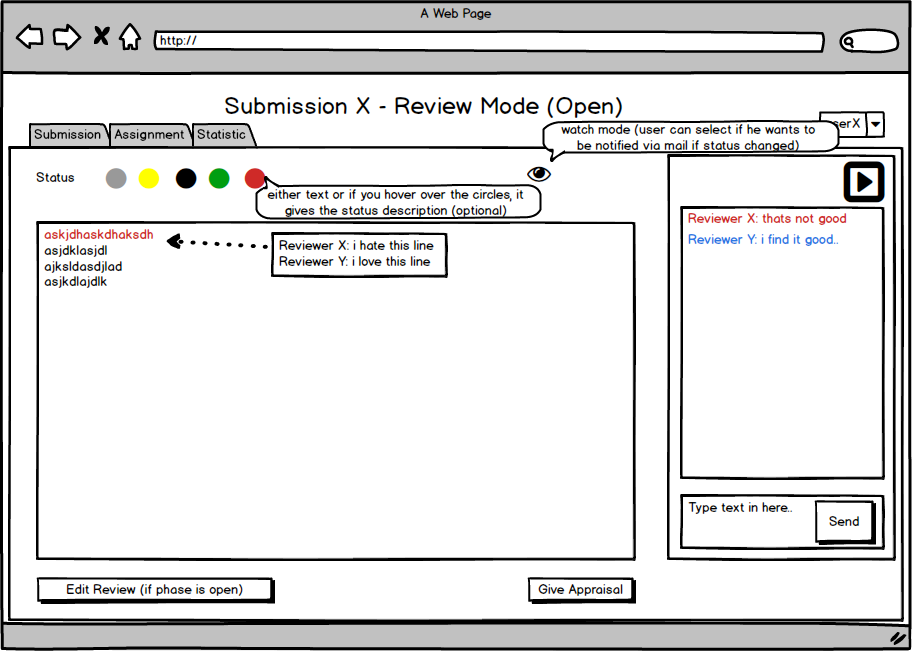 A Web Page
http://
Submission X - Review Mode (Open)
Submission
Assignment
Statistic
serX
watch mode (user can select if he wants to
be notified via mail if status changed)
Status
either text or if you hover over the circles, it
gives the status description (optional)
askjdhaskdhaksdh
asjdklasjdl
ajksldasdjlad
asjkdlajdlk
Reviewer X: i hate this line
Reviewer Y: i love this line
Reviewer X: thats not good
Reviewer Y: i find it good..
Type text in here..
Send
Edit Review (if phase is open)
Give Appraisal